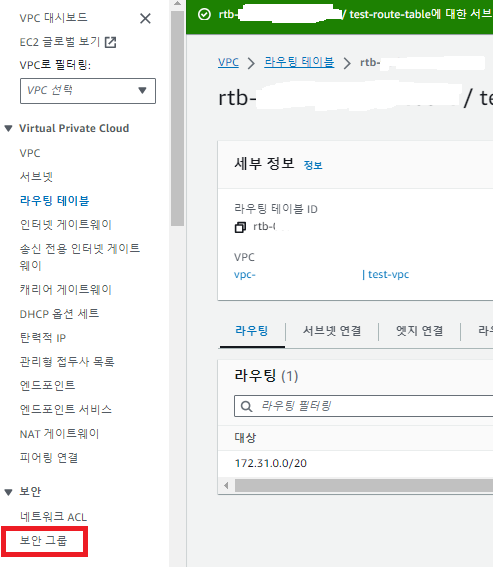 VPC 대시보드
EC2 글로벌 보기
VPC로 필터링:
VPC 선택
Virtual Private Cloud
VPC
서브넷
라우팅 테이블
인터넷 게이트웨이
송신 전용 인터넷 게이트
웨이
캐리어 게이트웨이
DHCP 옵션 세트
탄력적 IP
관리형 접두사 목록
엔드포인트
엔드포인트 서비스
NAT 게이트웨이
피어링 연결
보안
네트워크 ACL
보안 그룹
rtb- / test-route-table에 대한 서브
VPC > 라우팅 테이블 > rtb-
rtb- / te
세부 정보 정보
라우팅 테이블 ID
rtb-
VPC
vpc- | test-vpc
라우팅 서브넷 연결 엣지 연결 라우
라우팅 (1)
라우팅 필터링
대상
172.31.0.0/20